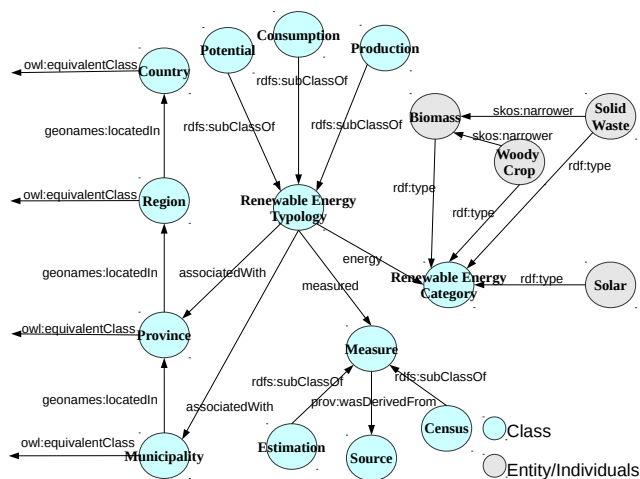 Consumption
Potential
Production
owl:equivalentClass
Country
rdfs:subClassOf
rdfs:subClassOf
rdfs:subClassOf
geonames:locatedIn
Biomass
skos:narrower
Solid
Waste
skos:narrower
Woody
Crop
rdf:type
rdf:type
owl:equivalentClass
Region
Renewable Energy
Typology
energy
associatedWith
measured
geonames:locatedIn
Renewable Energy
Category
rdf:type
Solar
owl:equivalentClass
Province
Measure
rdfs:subClassOf
rdfs:subClassOf
prov:wasDerivedFrom
geonames:locatedIn
associatedWith
owl:equivalentClass
Municipality
Estimation
Source
Census
Class
Entity/Individuals